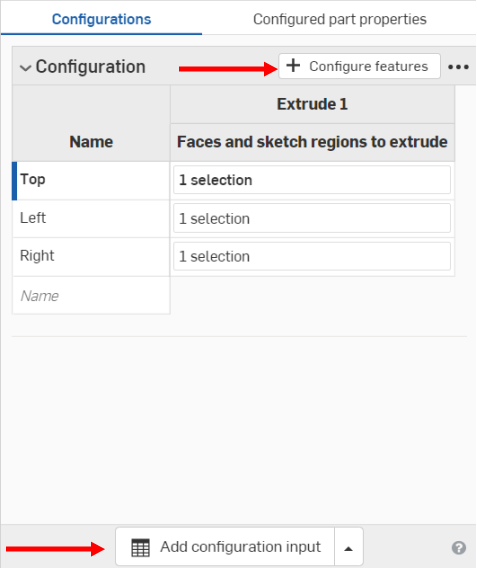 Configurations
Configured part properties
Configuration
+ Configure features
Extrude 1
Name
Faces and sketch regions to extrude
Top
1 selection
Left
1 selection
Right
1 selection
Name
Add configuration input
?